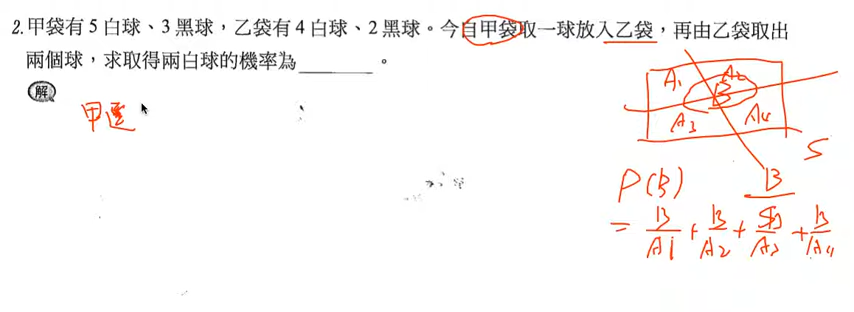 2. 甲袋有 5 白球、3 黑球，乙袋有 4 白球、2 黑球。今自甲袋取一球放入乙袋，再由乙袋取出
兩個球，求取得兩白球的機率為________。
解
甲選
A1 A2
B
A3 A4
S
P(B) B
= B/A1 + B/A2 + B/A3 + B/A4